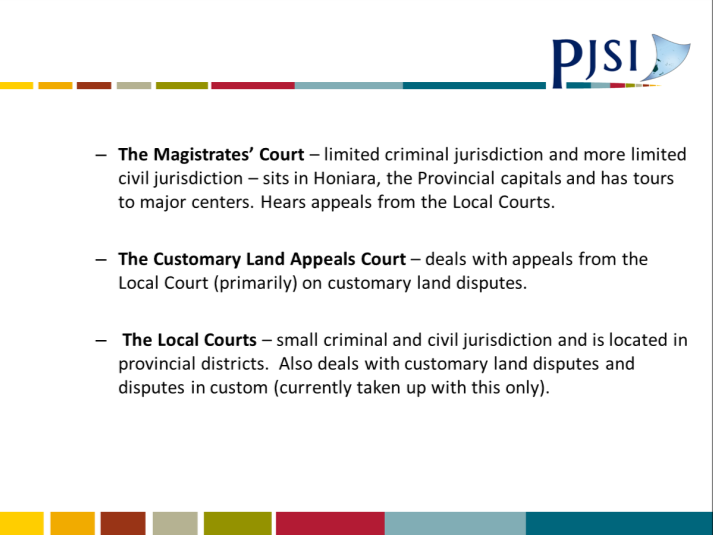 PJSI
– The Magistrates’ Court – limited criminal jurisdiction and more limited
civil jurisdiction – sits in Honiara, the Provincial capitals and has tours
to major centers. Hears appeals from the Local Courts.
– The Customary Land Appeals Court – deals with appeals from the
Local Court (primarily) on customary land disputes.
– The Local Courts – small criminal and civil jurisdiction and is located in
provincial districts.  Also deals with customary land disputes and
disputes in custom (currently taken up with this only).